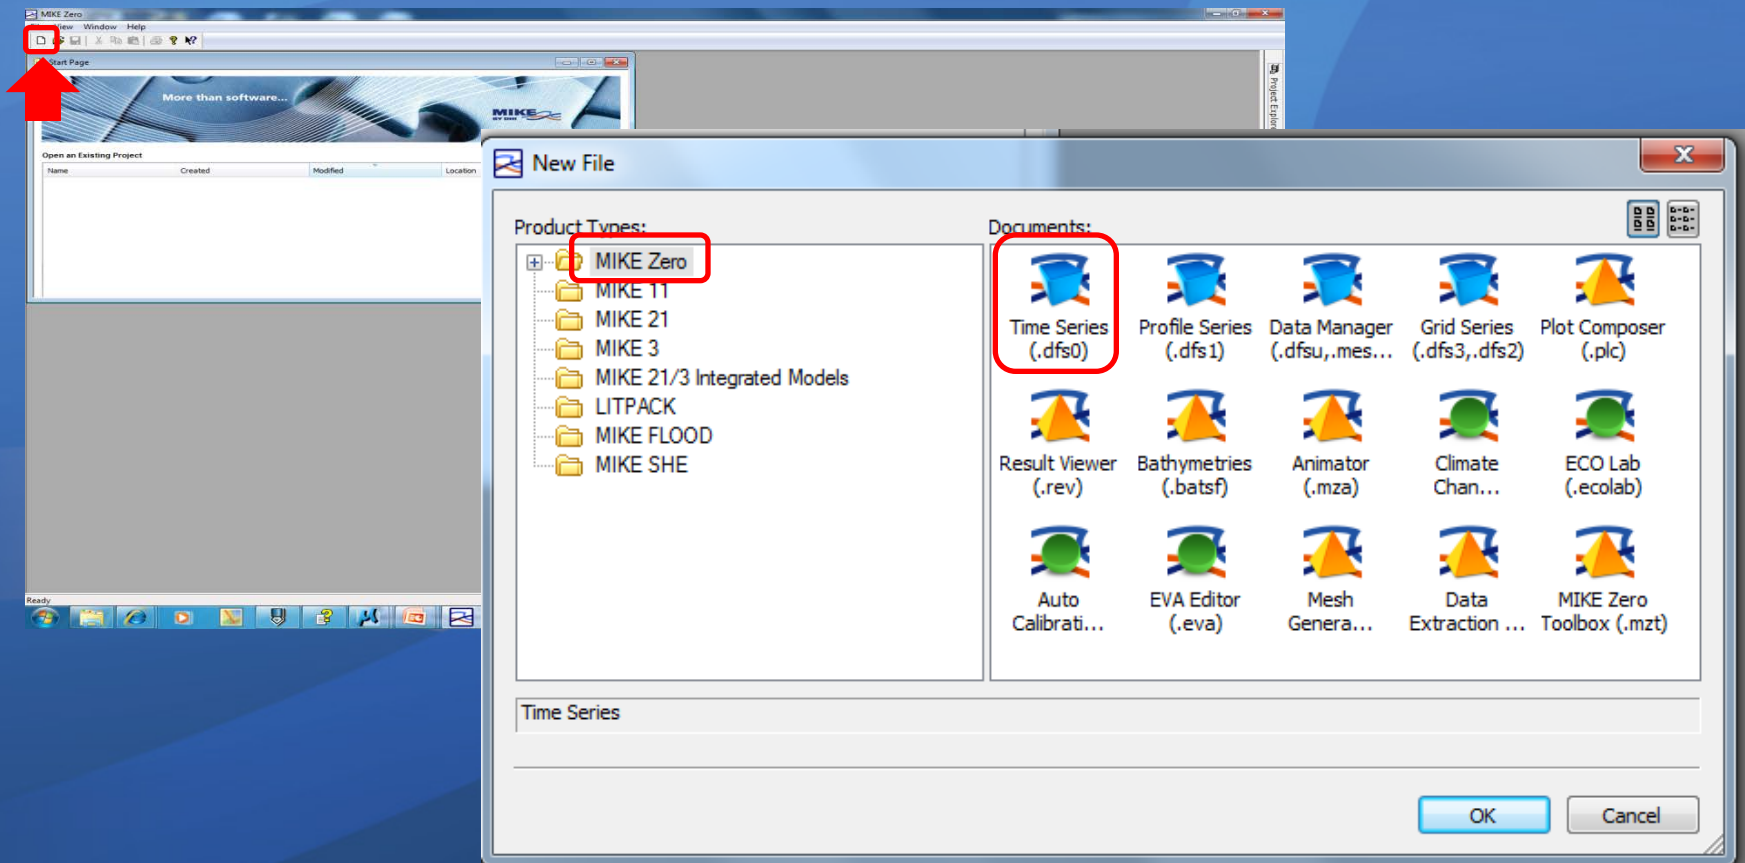 MIKE Zero
View Window Help
Start Page
More than software...
MIKE
BY DHI
Open an Existing Project
Name Created Modified Location
Project Explor
Ready
New File
Product Types:
MIKE Zero
MIKE 11
MIKE 21
MIKE 3
MIKE 21/3 Integrated Models
LITPACK
MIKE FLOOD
MIKE SHE
Documents:
Time Series
(.dfs0)
Profile Series
(.dfs1)
Data Manager
(.dfsu,.mes...
Grid Series
(.dfs3,.dfs2)
Plot Composer
(.plc)
Result Viewer
(.rev)
Bathymetries
(.batsf)
Animator
(.mza)
Climate
Chan...
ECO Lab
(.ecolab)
Auto
Calibrati...
EVA Editor
(.eva)
Mesh
Genera...
Data
Extraction ...
MIKE Zero
Toolbox (.mzt)
Time Series
OK Cancel